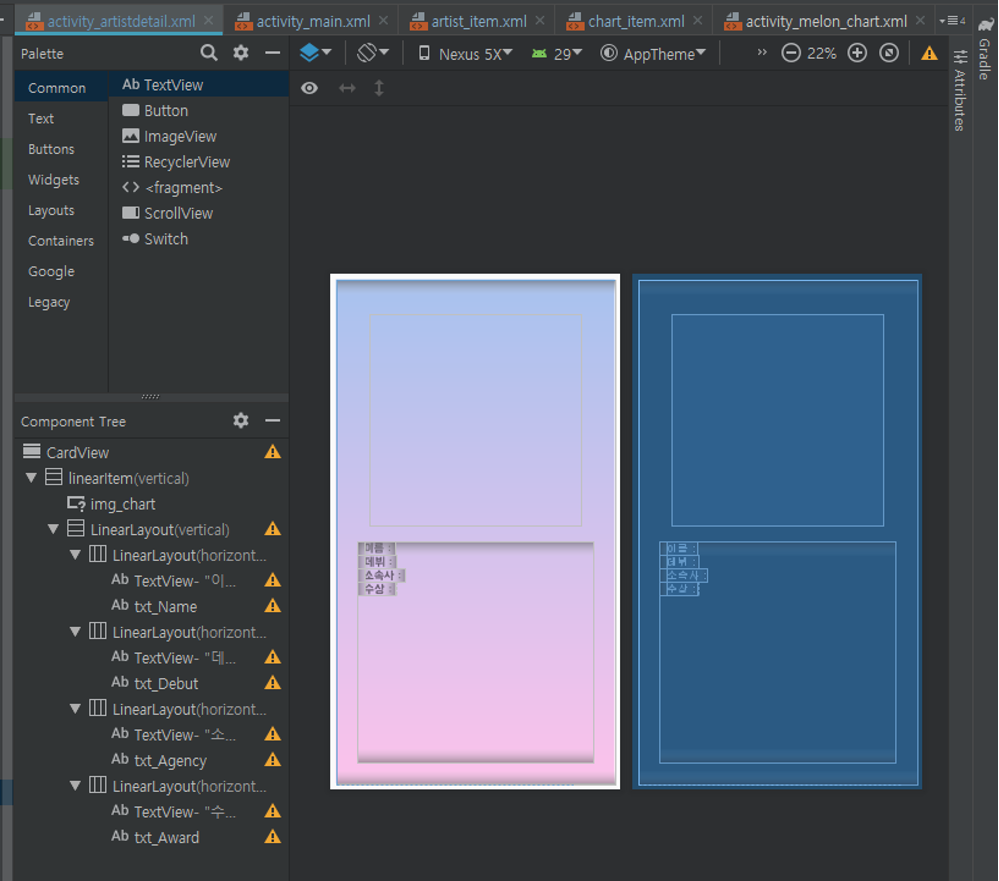 activity_artistdetail.xml
activity_main.xml
artist_item.xml
chart_item.xml
activity_melon_chart.xml
4
Palette
Nexus 5X
29
AppTheme
22%
Gradle
Attributes
Common
Text
Buttons
Widgets
Layouts
Containers
Google
Legacy
Ab TextView
Button
ImageView
RecyclerView
<fragment>
ScrollView
Switch
Component Tree
CardView
linearItem(vertical)
img_chart
LinearLayout(vertical)
LinearLayout(horizont...
Ab TextView- "이...
Ab txt_Name
LinearLayout(horizont...
Ab TextView- "데...
Ab txt_Debut
LinearLayout(horizont...
Ab TextView- "소...
Ab txt_Agency
LinearLayout(horizont...
Ab TextView- "수...
Ab txt_Award
이름 :
데뷔 :
소속사 :
수상 :
이름 :
데뷔 :
소속사 :
수상 :